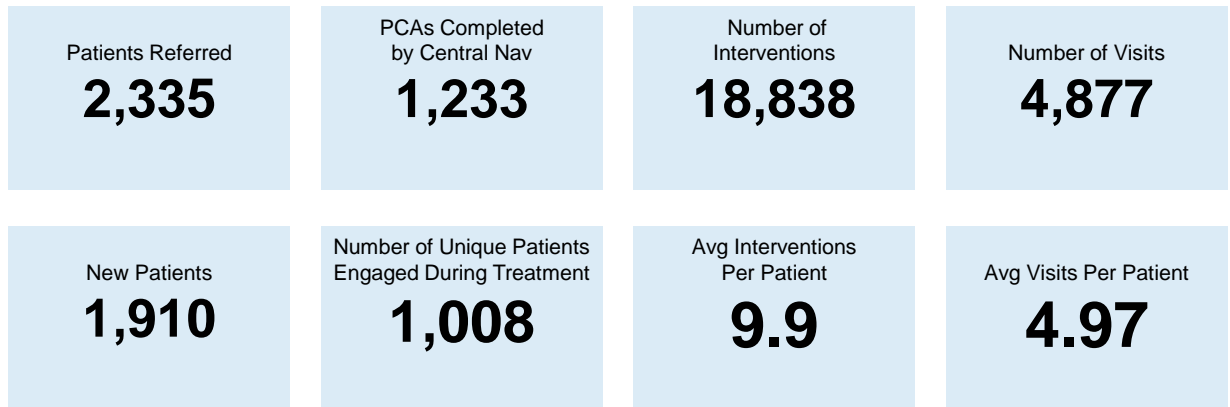 Patients Referred
2,335
PCAs Completed
by Central Nav
1,233
Number of
Interventions
18,838
Number of Visits
4,877
New Patients
1,910
Number of Unique Patients
Engaged During Treatment
1,008
Avg Interventions
Per Patient
9.9
Avg Visits Per Patient
4.97